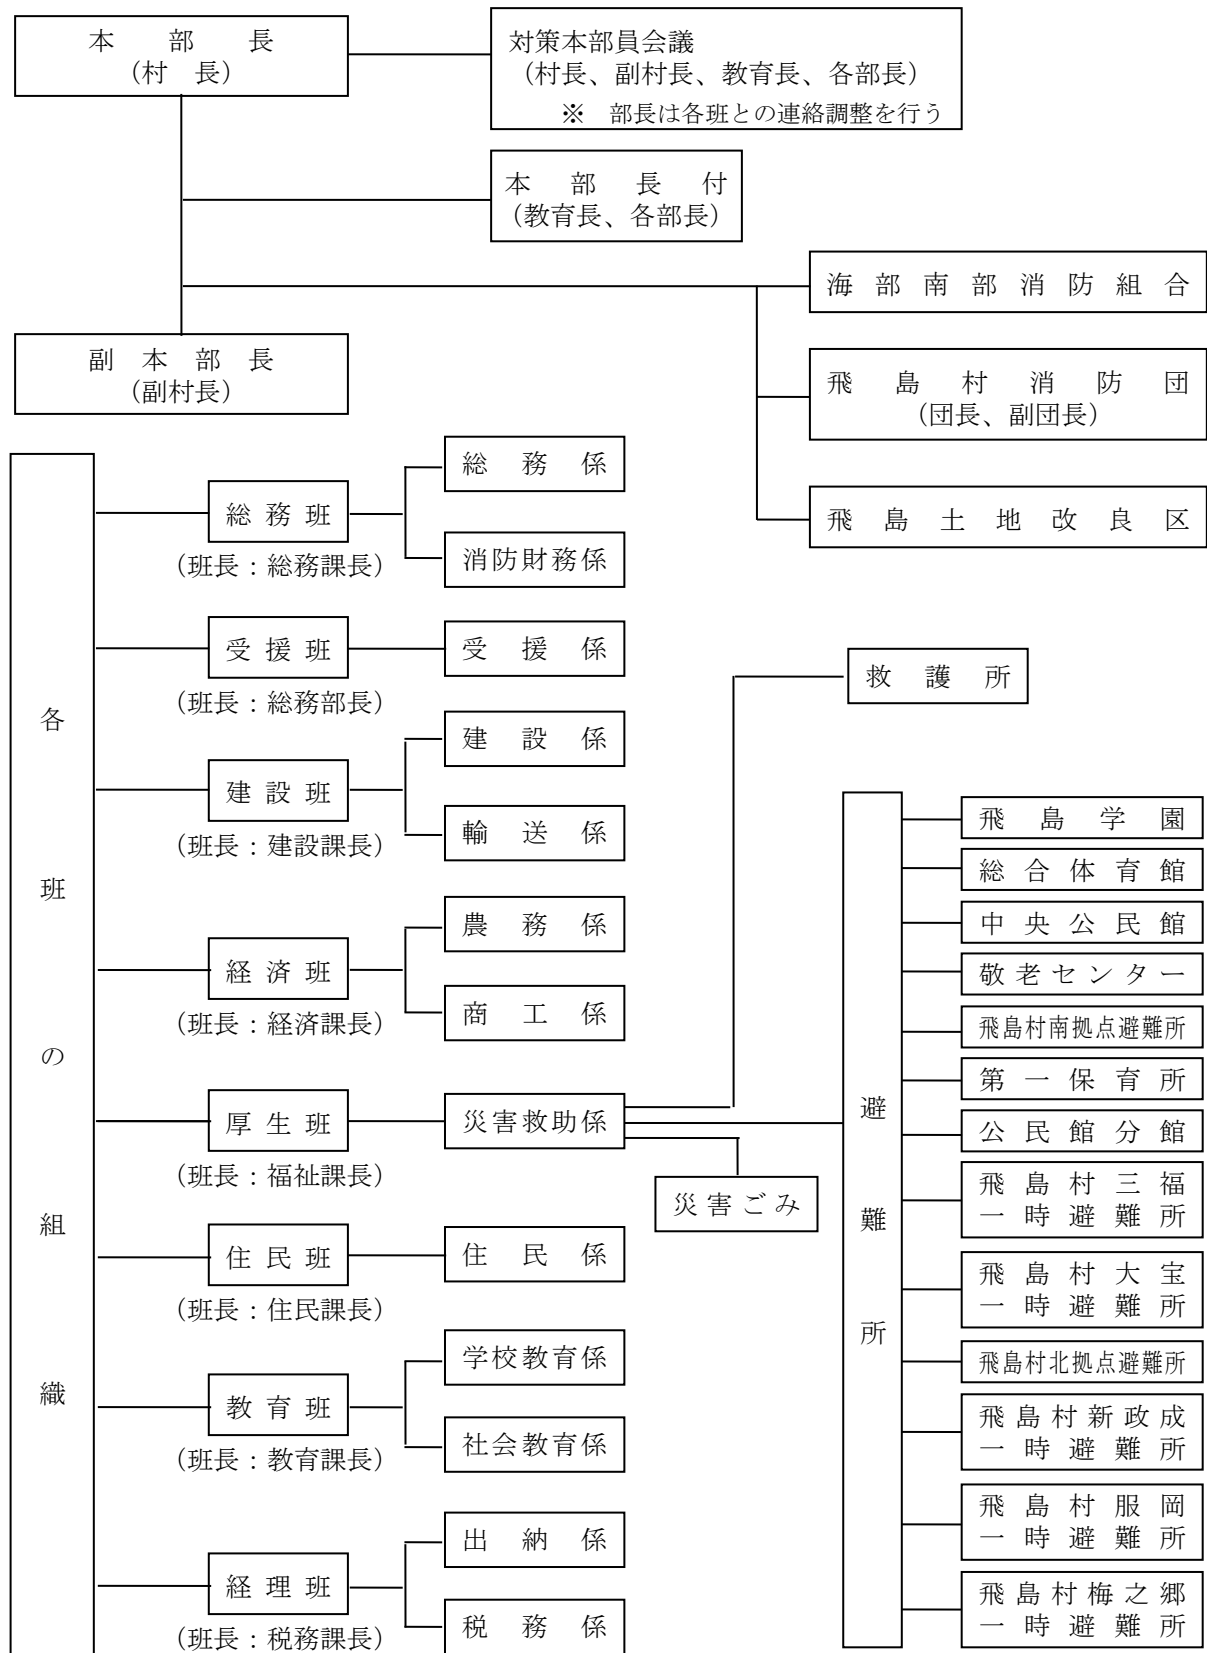 本部長
(村長)
対策本部員会議
(村長、副村長、教育長、各部長)
※ 部長は各班との連絡調整を行う
本部長付
(教育長、各部長)
海部南部消防組合
副本部長
(副村長)
飛島村消防団
(団長、副団長)
飛島土地改良区
各班の組織
総務班
(班長:総務課長)
総務係
消防財務係
受援班
(班長:総務部長)
受援係
建設班
(班長:建設課長)
建設係
輸送係
経済班
(班長:経済課長)
農務係
商工係
厚生班
(班長:福祉課長)
災害救助係
救護所
災害ごみ
避難所
飛島学園
総合体育館
中央公民館
敬老センター
飛島村南拠点避難所
第一保育所
公民館分館
飛島村三福
一時避難所
飛島村大宝
一時避難所
飛島村北拠点避難所
飛島村新政成
一時避難所
飛島村服岡
一時避難所
飛島村梅之郷
一時避難所
住民班
(班長:住民課長)
住民係
教育班
(班長:教育課長)
学校教育係
社会教育係
経理班
(班長:税務課長)
出納係
税務係